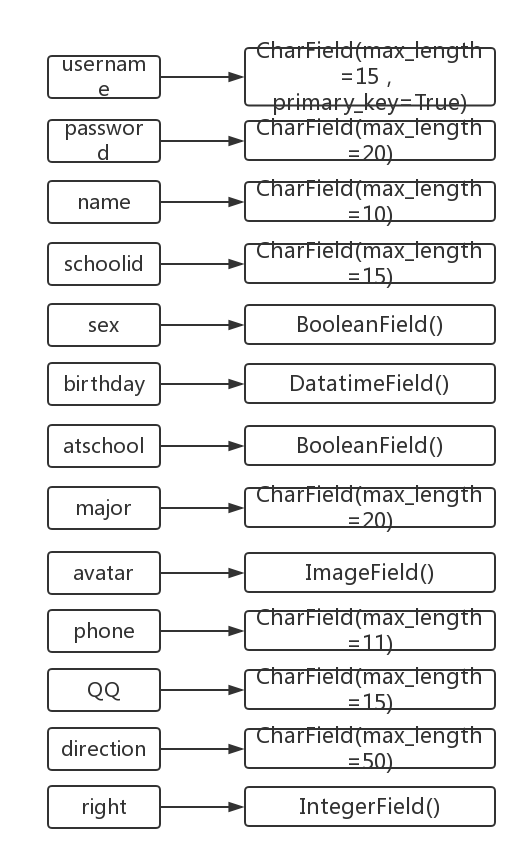 usernam
e
CharField(max_length
=15 ,
primary_key=True)
passwor
d
CharField(max_length
=20)
name
CharField(max_length
=10)
schoolid
CharField(max_length
=15)
sex
BooleanField()
birthday
DatatimeField()
atschool
BooleanField()
major
CharField(max_length
=20)
avatar
ImageField()
phone
CharField(max_length
=11)
QQ
CharField(max_length
=15)
direction
CharField(max_length
=50)
right
IntegerField()